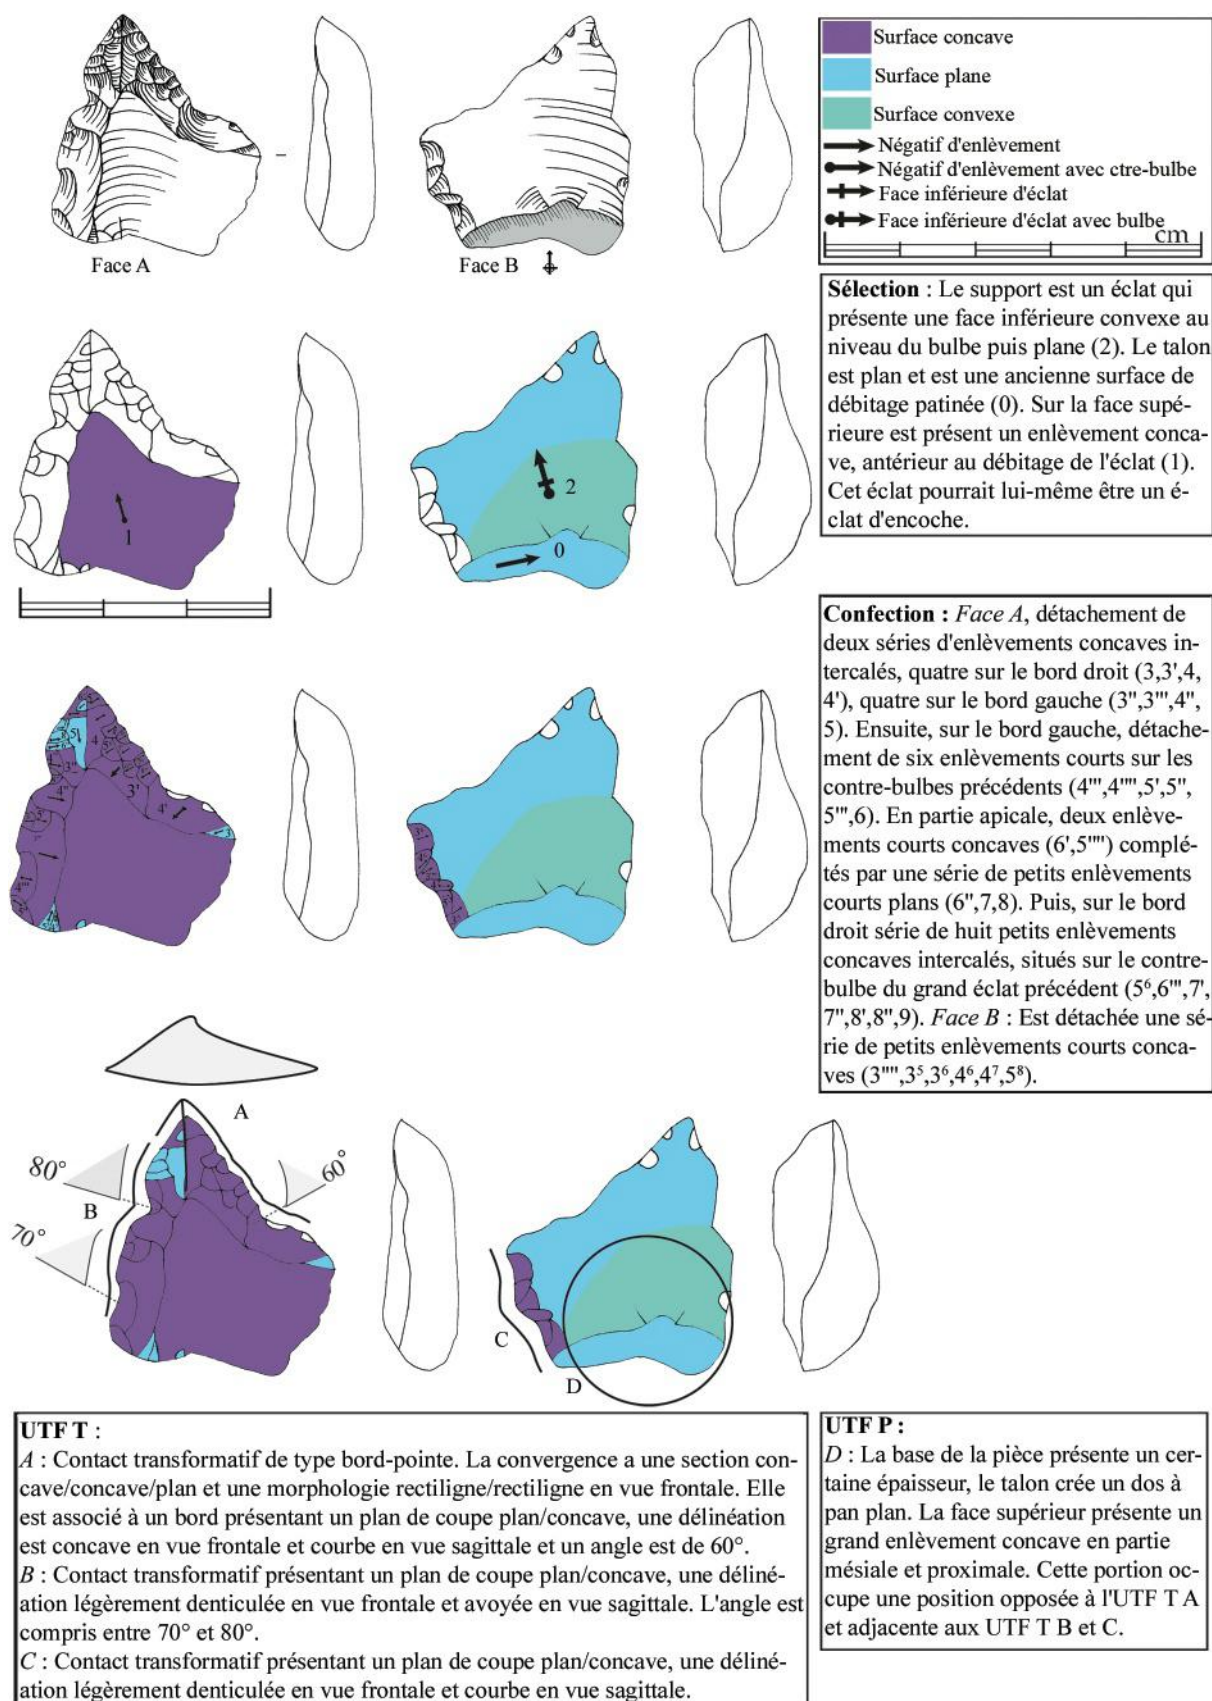 Surface concave
Surface plane
Surface convexe
Négatif d'enlèvement
Négatif d'enlèvement avec ctre-bulbe
Face inférieure d'éclat
Face inférieure d'éclat avec bulbe
cm
Face A
Face B
Sélection : Le support est un éclat qui
présente une face inférieure convexe au
niveau du bulbe puis plane (2). Le talon
est plan et est une ancienne surface de
débitage patinée (0). Sur la face supé-
rieure est présent un enlèvement conca-
ve, antérieur au débitage de l'éclat (1).
Cet éclat pourrait lui-même être un é-
clat d'encoche.
1
2
0
Confection : Face A, détachement de
deux séries d'enlèvements concaves in-
tercalés, quatre sur le bord droit (3,3',4,
4'), quatre sur le bord gauche (3'',3''',4'',
5). Ensuite, sur le bord gauche, détache-
ment de six enlèvements courts sur les
contre-bulbes précédents (4''',4'''',5',5'',
5''',6). En partie apicale, deux enlève-
ments courts concaves (6',5'''') complé-
tés par une série de petits enlèvements
courts plans (6'',7,8). Puis, sur le bord
droit série de huit petits enlèvements
concaves intercalés, situés sur le contre-
bulbe du grand éclat précédent (5⁶,6''',7',
7'',8',8'',9). Face B : Est détachée une sé-
rie de petits enlèvements courts conca-
ves (3'''',3⁵,3⁶,4⁶,4⁷,5⁸).
4
3''
4''
3'
4'
3
4'''
A
80°
60°
B
70°
C
D
UTF T :
A : Contact transformatif de type bord-pointe. La convergence a une section con-
cave/concave/plan et une morphologie rectiligne/rectiligne en vue frontale. Elle
est associé à un bord présentant un plan de coupe plan/concave, une délinéation
est concave en vue frontale et courbe en vue sagittale et un angle est de 60°.
B : Contact transformatif présentant un plan de coupe plan/concave, une déliné-
ation légèrement denticulée en vue frontale et avoyée en vue sagittale. L'angle est
compris entre 70° et 80°.
C : Contact transformatif présentant un plan de coupe plan/concave, une déliné-
ation légèrement denticulée en vue frontale et courbe en vue sagittale.
UTF P :
D : La base de la pièce présente un cer-
taine épaisseur, le talon crée un dos à
pan plan. La face supérieur présente un
grand enlèvement concave en partie
mésiale et proximale. Cette portion oc-
cupe une position opposée à l'UTF T A
et adjacente aux UTF T B et C.